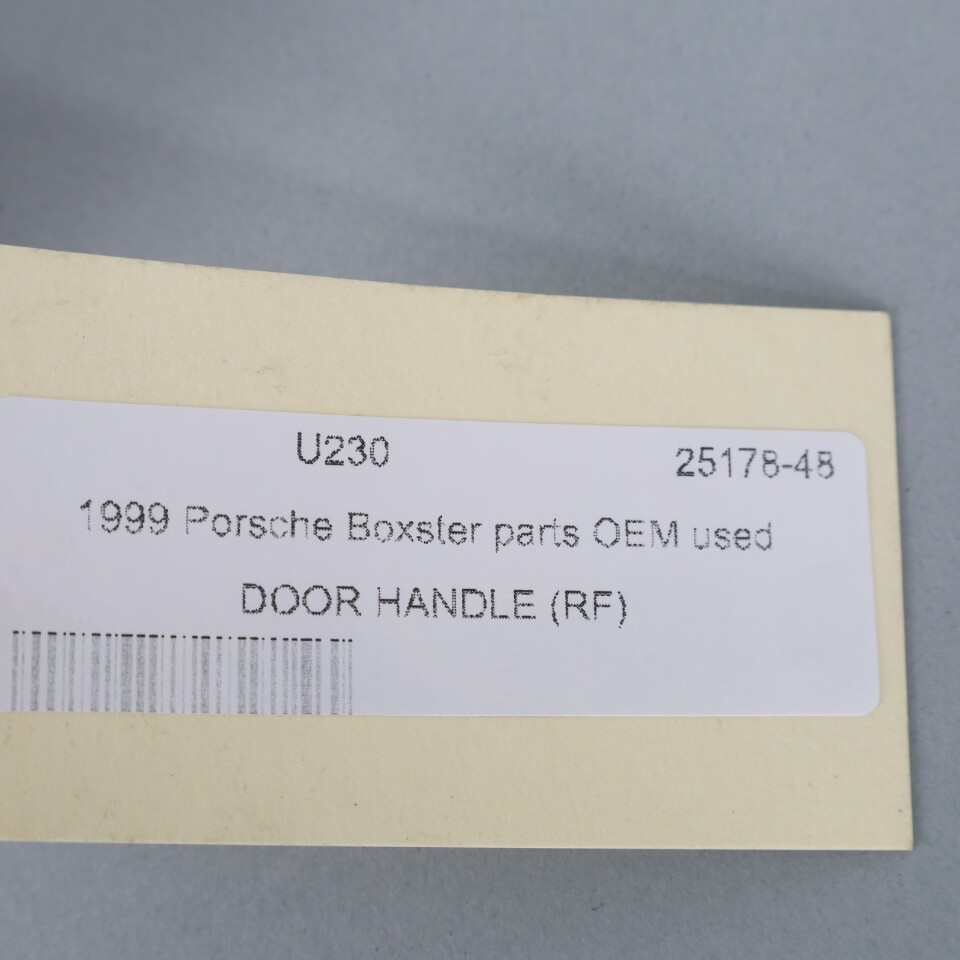 U230 25178-48
1999 Porsche Boxster parts OEM used
DOOR HANDLE (RF)